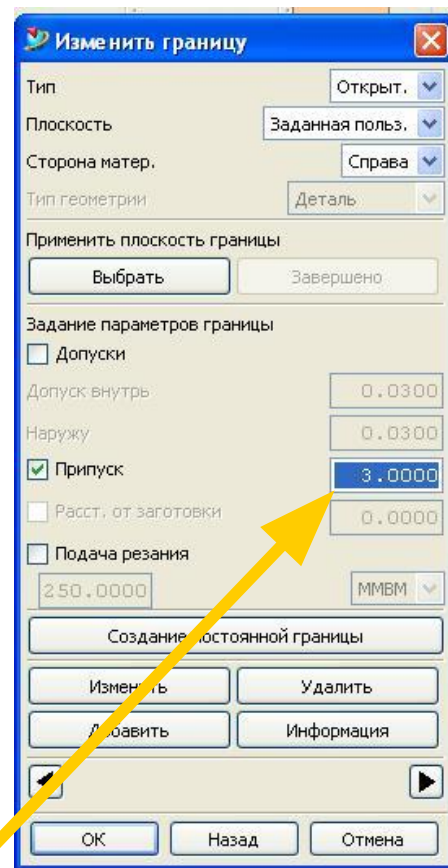 Изменить границу
Тип Открыт.
Плоскость Заданная польз.
Сторона матер. Справа
Тип геометрии Деталь
Применить плоскость границы
Выбрать Завершено
Задание параметров границы
Допуски
Допуск внутрь 0.0300
Наружу 0.0300
Припуск 3.0000
Расст. от заготовки 0.0000
Подача резания
250.0000 ММВМ
Создание постоянной границы
Изменить Удалить
Добавить Информация
ОК Назад Отмена